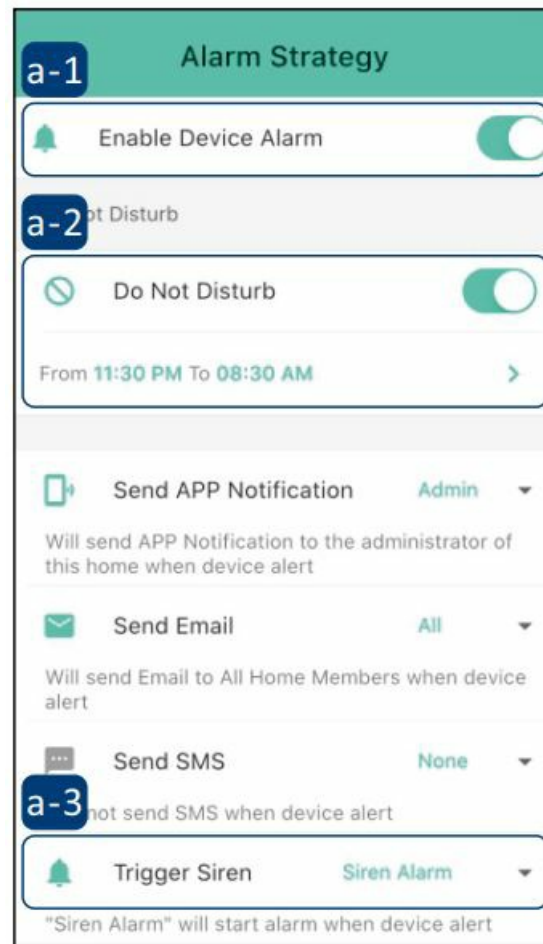 Alarm Strategy
a-1
Enable Device Alarm
a-2
ot Disturb
Do Not Disturb
From 11:30 PM To 08:30 AM
Send APP Notification Admin
Will send APP Notification to the administrator of
this home when device alert
Send Email All
Will send Email to All Home Members when device
alert
Send SMS None
a-3
not send SMS when device alert
Trigger Siren Siren Alarm
"Siren Alarm" will start alarm when device alert